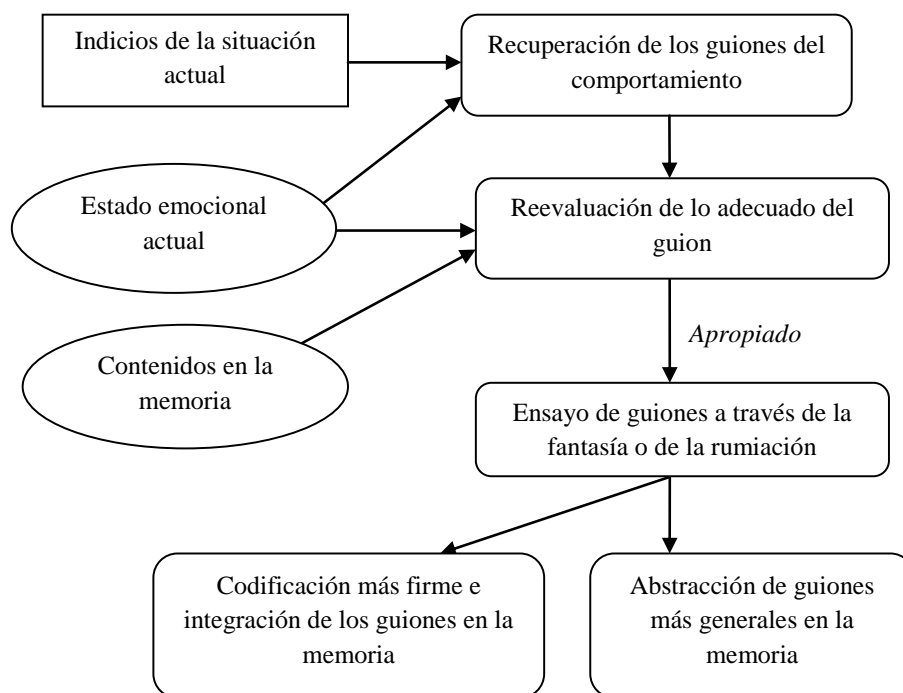 Indicios de la situación
actual
Recuperación de los guiones del
comportamiento
Estado emocional
actual
Reevaluación de lo adecuado del
guion
Apropiado
Contenidos en la
memoria
Ensayo de guiones a través de la
fantasía o de la rumiación
Codificación más firme e
integración de los guiones en la
memoria
Abstracción de guiones
más generales en la
memoria